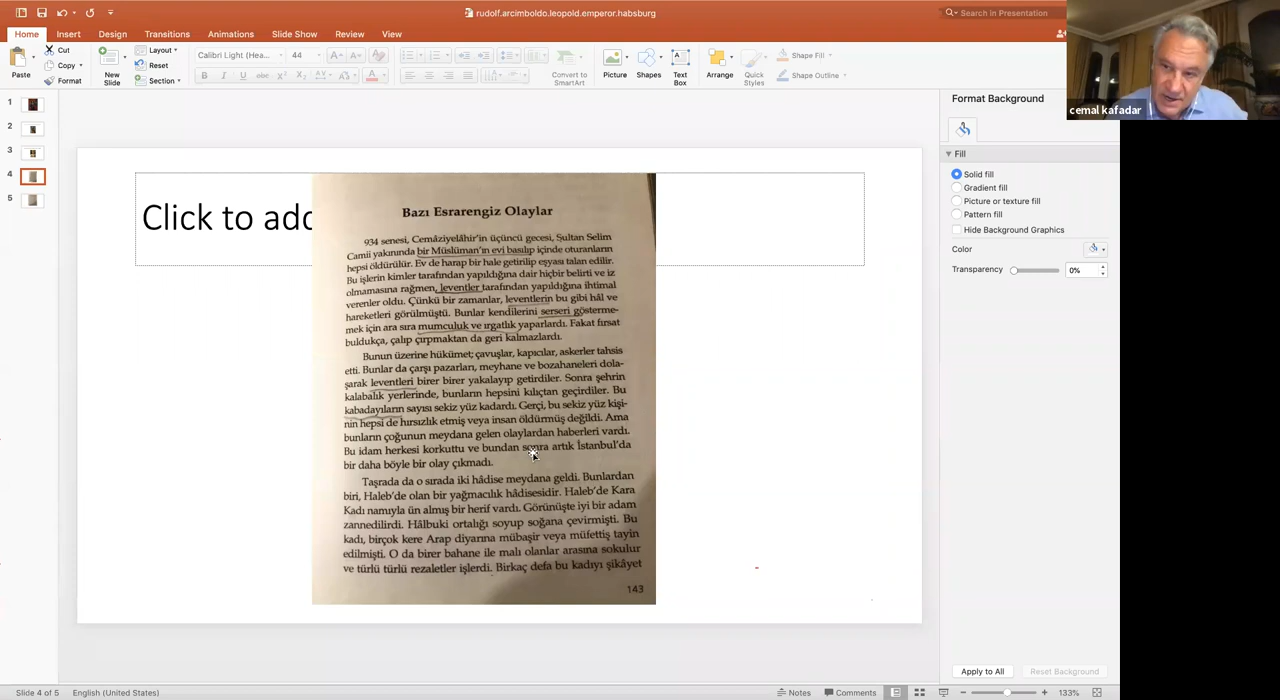 rudolf.arcimboldo.leopold.emperor.habsburg
Search in Presentation
Home Insert Design Transitions Animations Slide Show Review View
Paste
Cut
Copy
Format
New Slide
Layout
Reset
Section
Calibri Light (Hea... 44
Convert to SmartArt
Picture
Shapes
Text Box
Arrange
Quick Styles
Shape Fill
Shape Outline
cemal kafadar
1
2
3
4
5
Click to add
Bazı Esrarengiz Olaylar
934 senesi, Cemâziyelâhir'in üçüncü gecesi, Sultan Selim
Camii yakınında bir Müslüman'ın evi basılıp içinde oturanların
hepsi öldürülür. Ev de harap bir hale getirilip eşyası talan edilir.
Bu işlerin kimler tarafından yapıldığına dair hiçbir belirti ve iz
olmamasına rağmen, leventler tarafından yapıldığına ihtimal
verenler oldu. Çünkü bir zamanlar, leventlerin bu gibi hâl ve
hareketleri görülmüştü. Bunlar kendilerini serseri gösterme-
mek için ara sıra mumculuk ve ırgatlık yaparlardı. Fakat fırsat
buldukça, çalıp çırpmaktan da geri kalmazlardı.
Bunun üzerine hükümet; çavuşlar, kapıcılar, askerler tahsis
etti. Bunlar da çarşı pazarları, meyhane ve bozahaneleri dola-
şarak leventleri birer birer yakalayıp getirdiler. Sonra şehrin
kalabalık yerlerinde, bunların hepsini kılıçtan geçirdiler. Bu
kabadayıların sayısı sekiz yüz kadardı. Gerçi, bu sekiz yüz kişi-
nin hepsi de hırsızlık etmiş veya insan öldürmüş değildi. Ama
bunların çoğunun meydana gelen olaylardan haberleri vardı.
Bu idam herkesi korkuttu ve bundan sonra artık İstanbul'da
bir daha böyle bir olay çıkmadı.
Taşrada da o sırada iki hâdise meydana geldi. Bunlardan
biri, Haleb'de olan bir yağmacılık hâdisesidir. Haleb'de Kara
Kadı namıyla ün almış bir herif vardı. Görünüşte iyi bir adam
zannedilirdi. Hâlbuki ortalığı soyup soğana çevirmişti. Bu
kadı, birçok kere Arap diyarına mübaşir veya müfettiş tayin
edilmişti. O da birer bahane ile malı olanlar arasına sokulur
ve türlü türlü rezaletler işlerdi. Birkaç defa bu kadıyı şikâyet
143
Format Background
Fill
Solid fill
Gradient fill
Picture or texture fill
Pattern fill
Hide Background Graphics
Color
Transparency 0%
Apply to All Reset Background
Slide 4 of 5 English (United States)
Notes Comments 133%